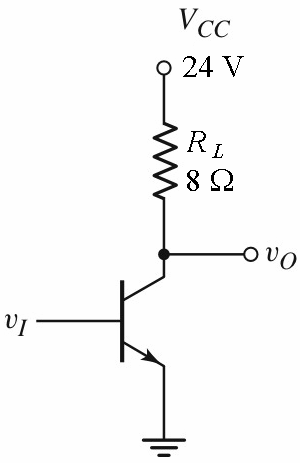 V_CC
24 V
R_L
8 Ω
v_O
v_I